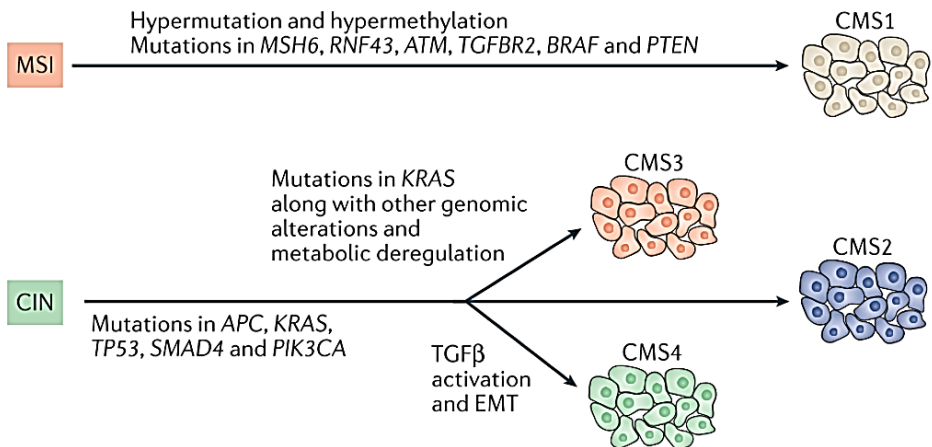 Hypermutation and hypermethylation
Mutations in MSH6, RNF43, ATM, TGFBR2, BRAF and PTEN
MSI
CMS1
Mutations in KRAS
along with other genomic
alterations and
metabolic deregulation
CMS3
CMS2
CIN
Mutations in APC, KRAS,
TP53, SMAD4 and PIK3CA
TGFβ
activation
and EMT
CMS4